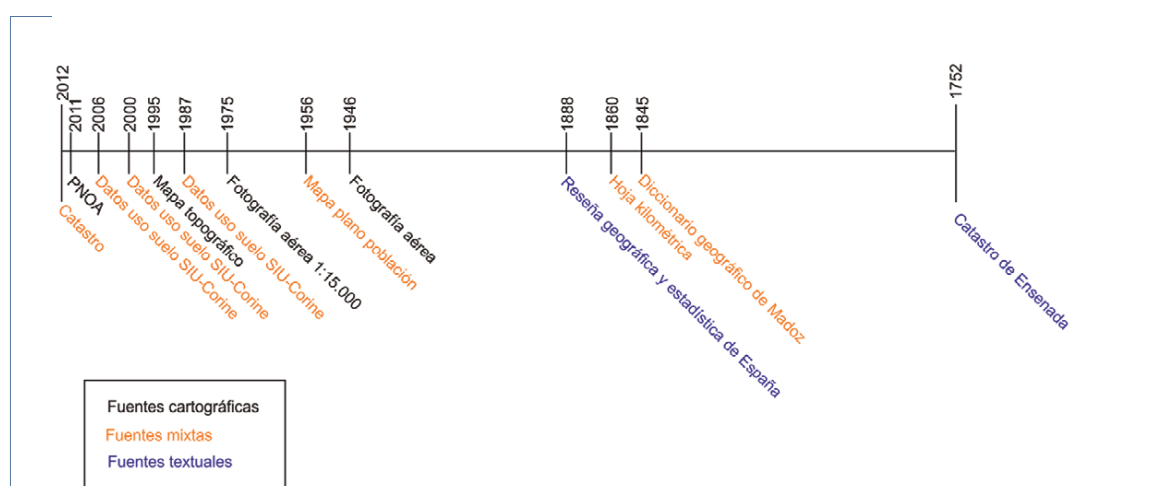 2012
2011
2006
2000
1995
1987
1975
1956
1946
1888
1860
1845
1752
Catastro
PNOA
Datos uso suelo SIU-Corine
Datos uso suelo SIU-Corine
Mapa topográfico
Datos uso suelo SIU-Corine
Fotografía aérea 1:15.000
Mapa plano población
Fotografía aérea
Reseña geográfica y estadística de España
Hoja kilométrica
Diccionario geográfico de Madoz
Catastro de Ensenada
Fuentes cartográficas
Fuentes mixtas
Fuentes textuales